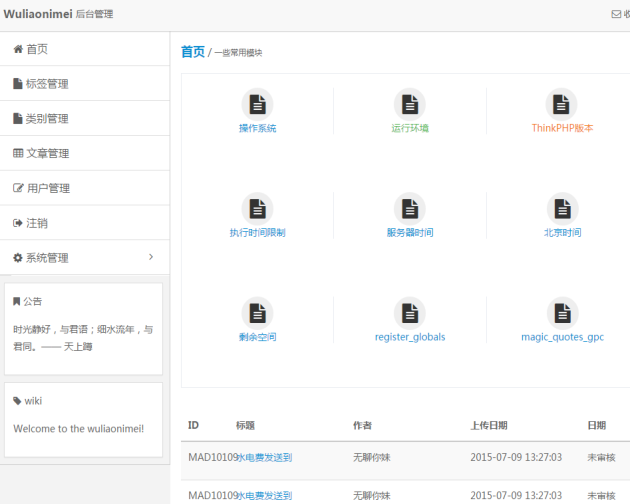 Wuliaonimei 后台管理
收
首页
标签管理
类别管理
文章管理
用户管理
注销
系统管理
公告
时光静好，与君语；细水流年，与
君同。—— 天上蹲
wiki
Welcome to the wuliaonimei!
首页 / 一些常用模块
操作系统 运行环境 ThinkPHP版本
执行时间限制 服务器时间 北京时间
剩余空间 register_globals magic_quotes_gpc
ID 标题 作者 上传日期 日期
MAD10109 水电费发送到 无聊你妹 2015-07-09 13:27:03 未审核
MAD10109 水电费发送到 无聊你妹 2015-07-09 13:27:03 未审核